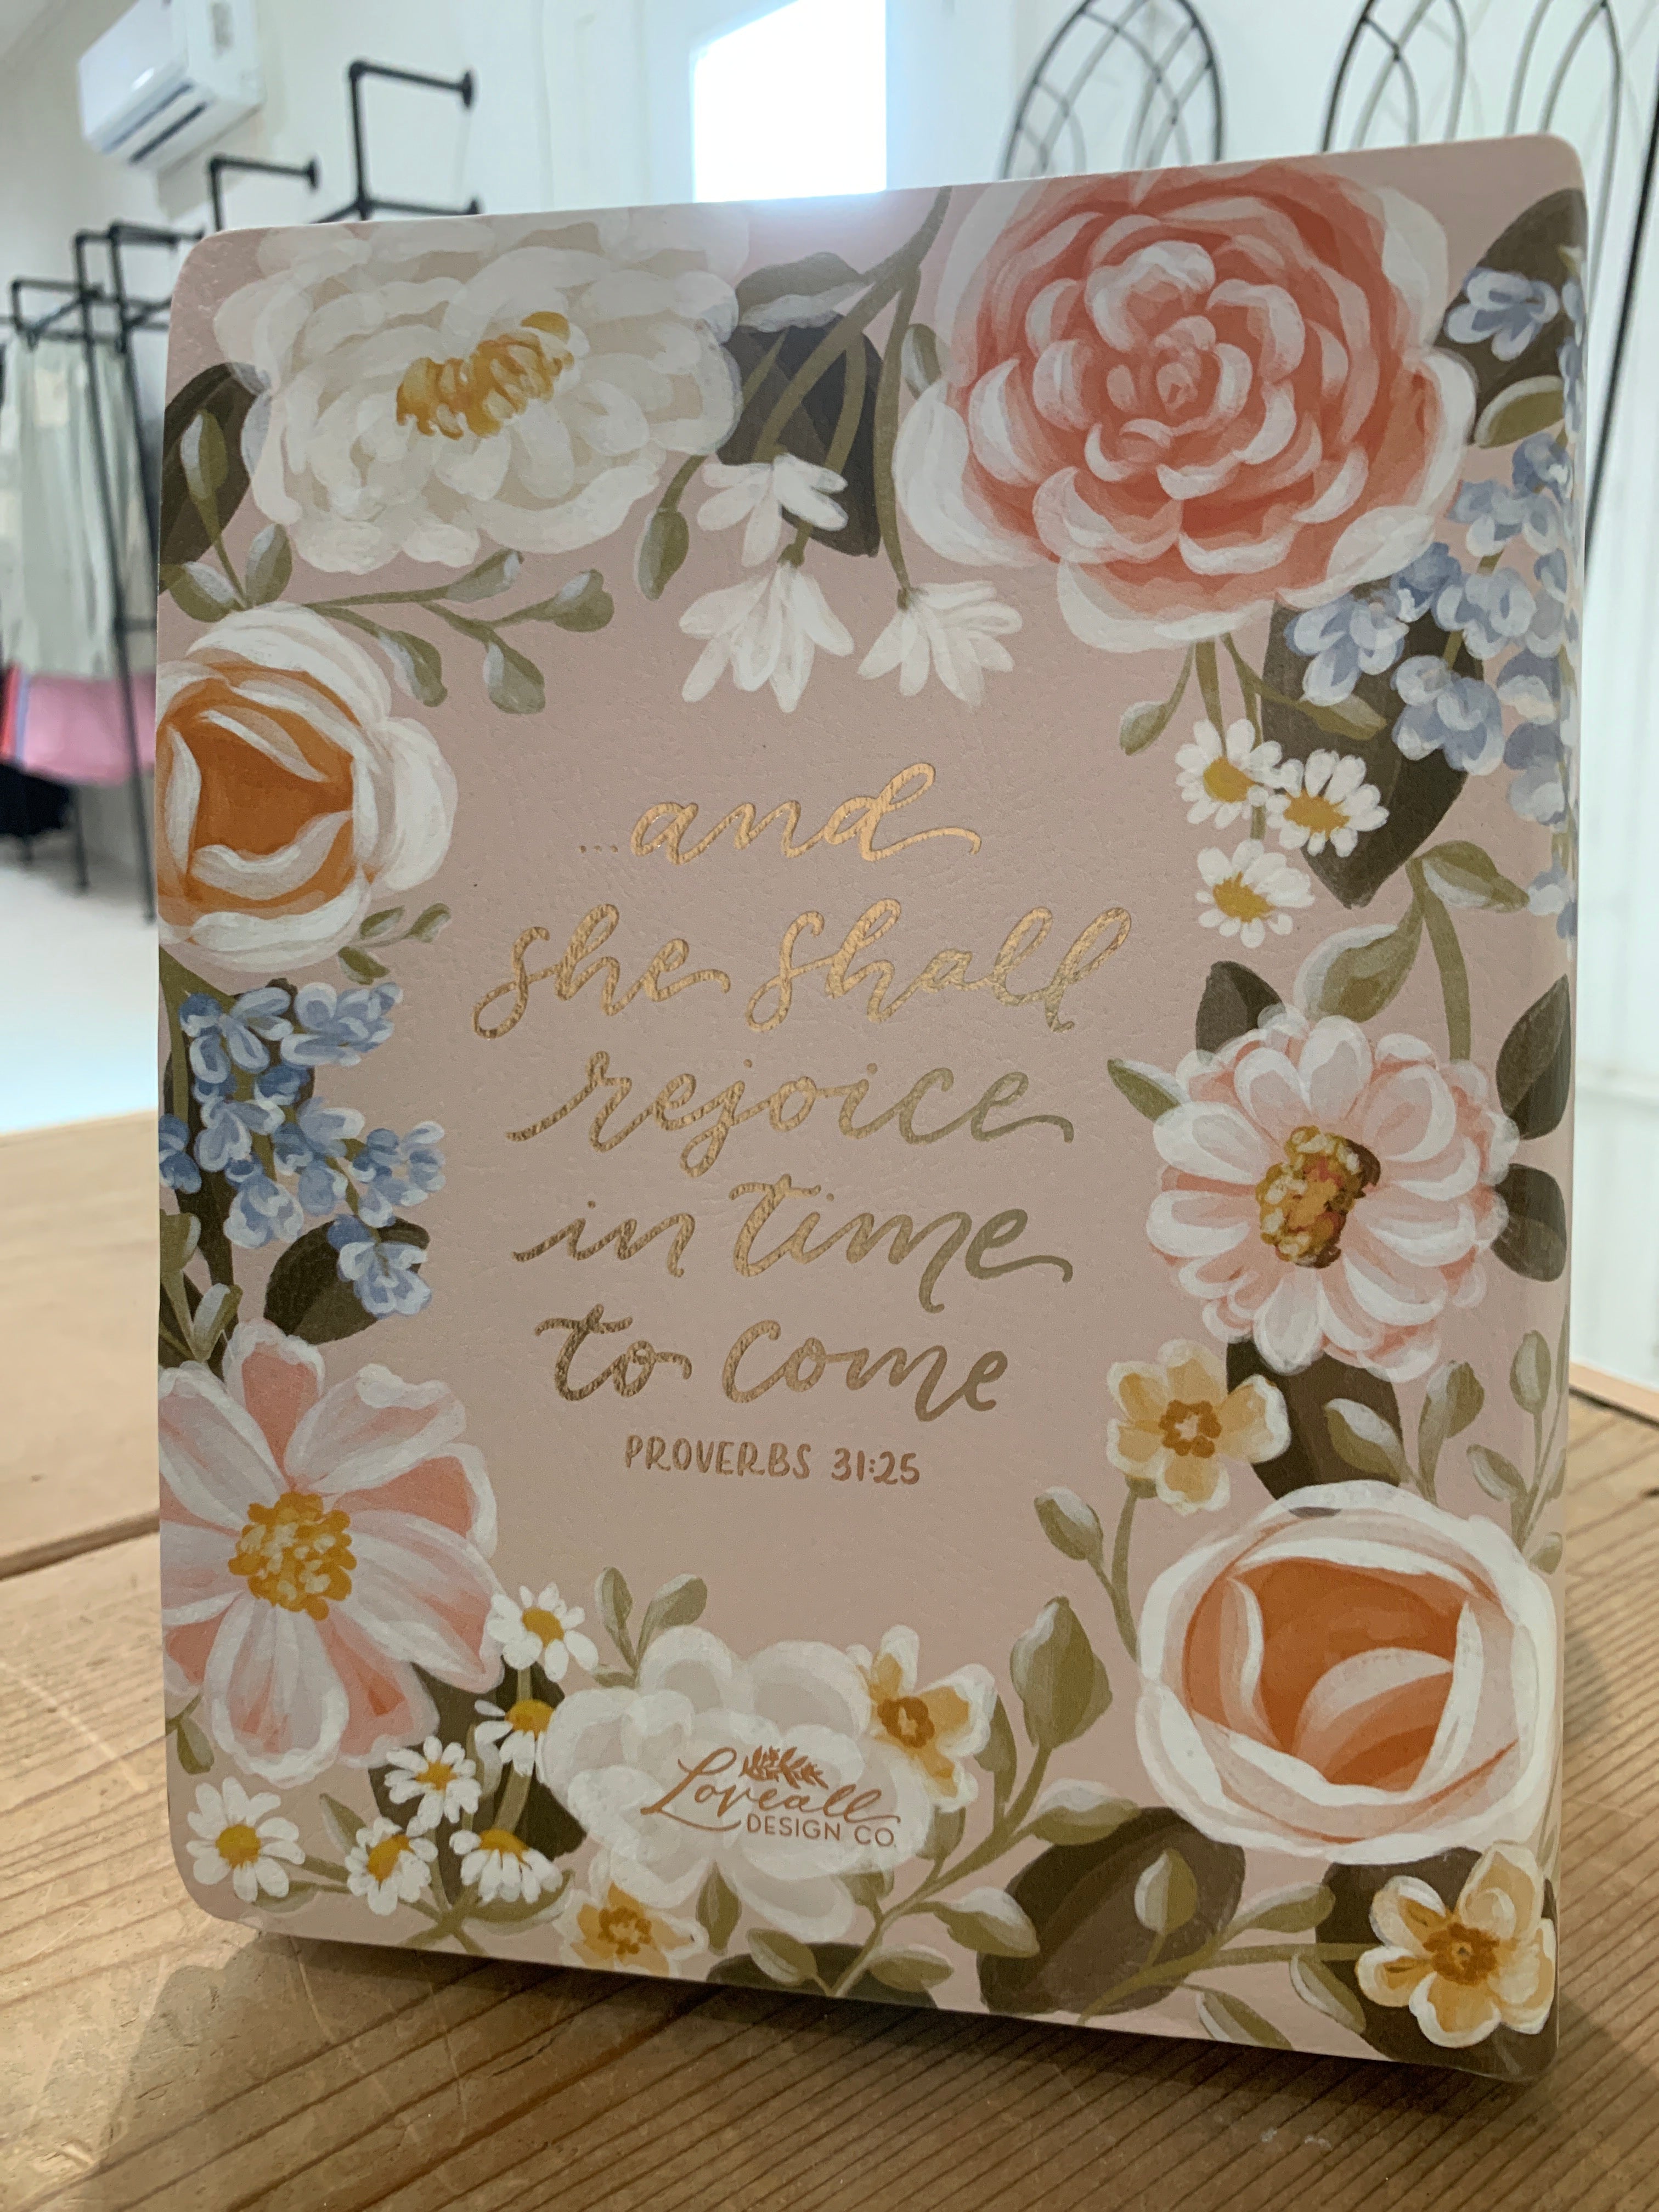 ...and
she shall
rejoice
in time
to come
PROVERBS 31:25
Loveall
DESIGN CO.